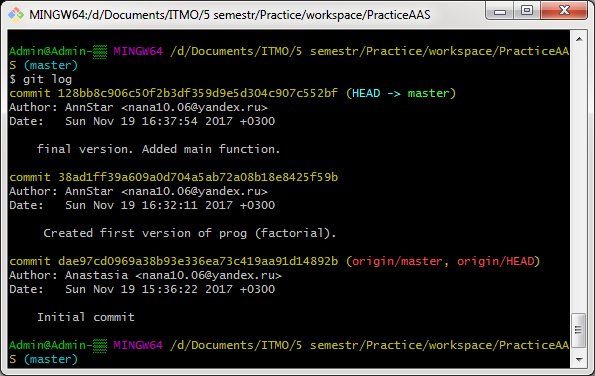 MINGW64:/d/Documents/ITMO/5 semestr/Practice/workspace/PracticeAAS
Admin@Admin-▒▒ MINGW64 /d/Documents/ITMO/5 semestr/Practice/workspace/PracticeAA
S (master)
$ git log
commit 128bb8c906c50f2b3df359d9e5d304c907c552bf (HEAD -> master)
Author: AnnStar <nana10.06@yandex.ru>
Date:   Sun Nov 19 16:37:54 2017 +0300
final version. Added main function.
commit 38ad1ff39a609a0d704a5ab72a08b18e8425f59b
Author: AnnStar <nana10.06@yandex.ru>
Date:   Sun Nov 19 16:32:11 2017 +0300
Created first version of prog (factorial).
commit dae97cd0969a38b93e336ea73c419aa91d14892b (origin/master, origin/HEAD)
Author: Anastasia <nana10.06@yandex.ru>
Date:   Sun Nov 19 15:36:22 2017 +0300
Initial commit
Admin@Admin-▒▒ MINGW64 /d/Documents/ITMO/5 semestr/Practice/workspace/PracticeAA
S (master)